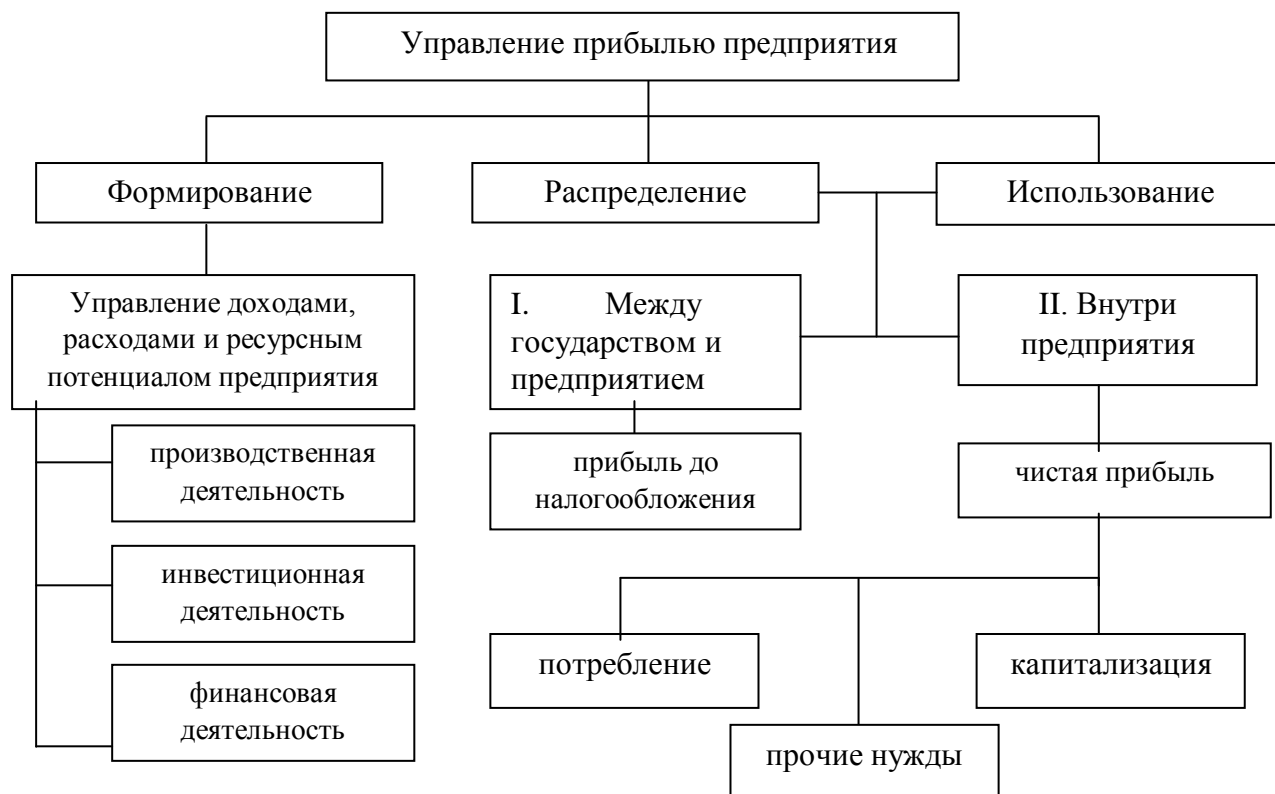 Управление прибылью предприятия
Формирование
Распределение
Использование
Управление доходами,
расходами и ресурсным
потенциалом предприятия
I. Между
государством и
предприятием
II. Внутри
предприятия
производственная
деятельность
прибыль до
налогообложения
чистая прибыль
инвестиционная
деятельность
потребление
капитализация
финансовая
деятельность
прочие нужды